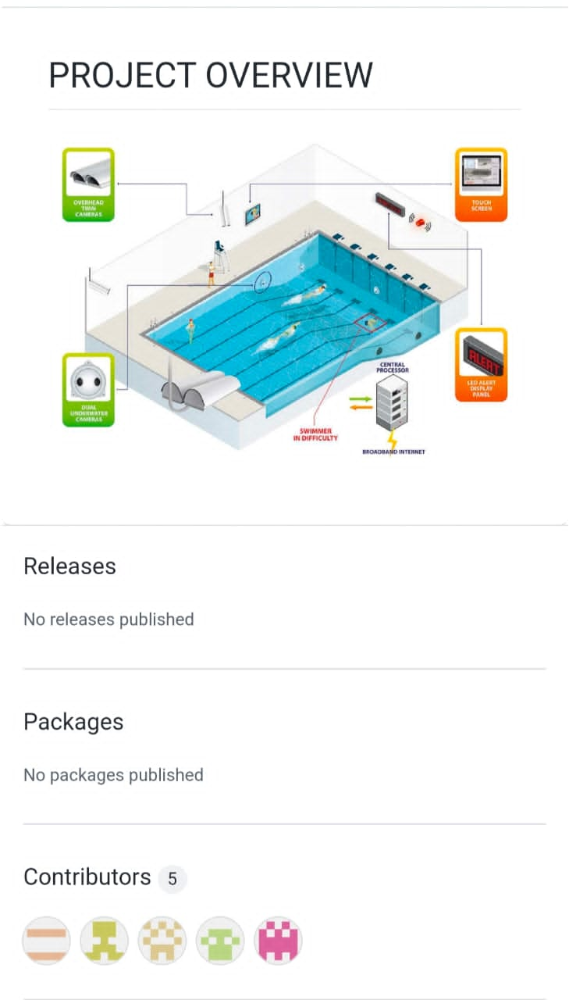 PROJECT OVERVIEW
OVERHEAD
TWIN
CAMERAS
TOUCH
SCREEN
DUAL
UNDERWATER
CAMERAS
ALERT
LED ALERT
DISPLAY
PANEL
CENTRAL
PROCESSOR
SWIMMER
IN DIFFICULTY
BROADBAND INTERNET
Releases
No releases published
Packages
No packages published
Contributors 5